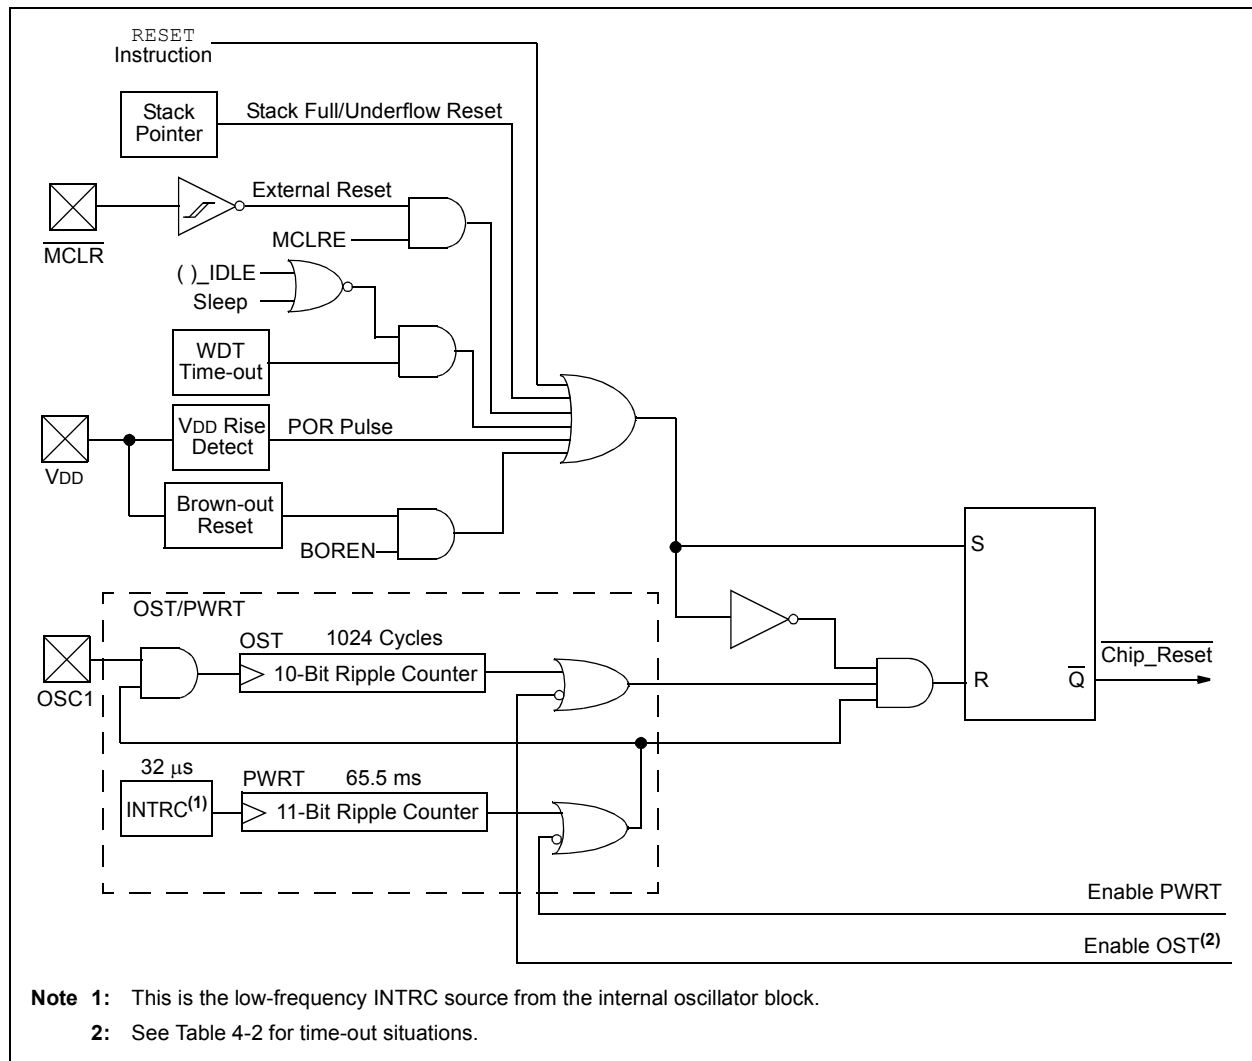 RESET
Instruction
Stack
Pointer
Stack Full/Underflow Reset
External Reset
MCLR
MCLRE
( )_IDLE
Sleep
WDT
Time-out
VDD
VDD Rise
Detect
POR Pulse
Brown-out
Reset
BOREN
S
OST/PWRT
OST
1024 Cycles
10-Bit Ripple Counter
OSC1
R
Q
Chip_Reset
32 μs
INTRC(1)
PWRT
65.5 ms
11-Bit Ripple Counter
Enable PWRT
Enable OST(2)
Note 1: This is the low-frequency INTRC source from the internal oscillator block.
2: See Table 4-2 for time-out situations.